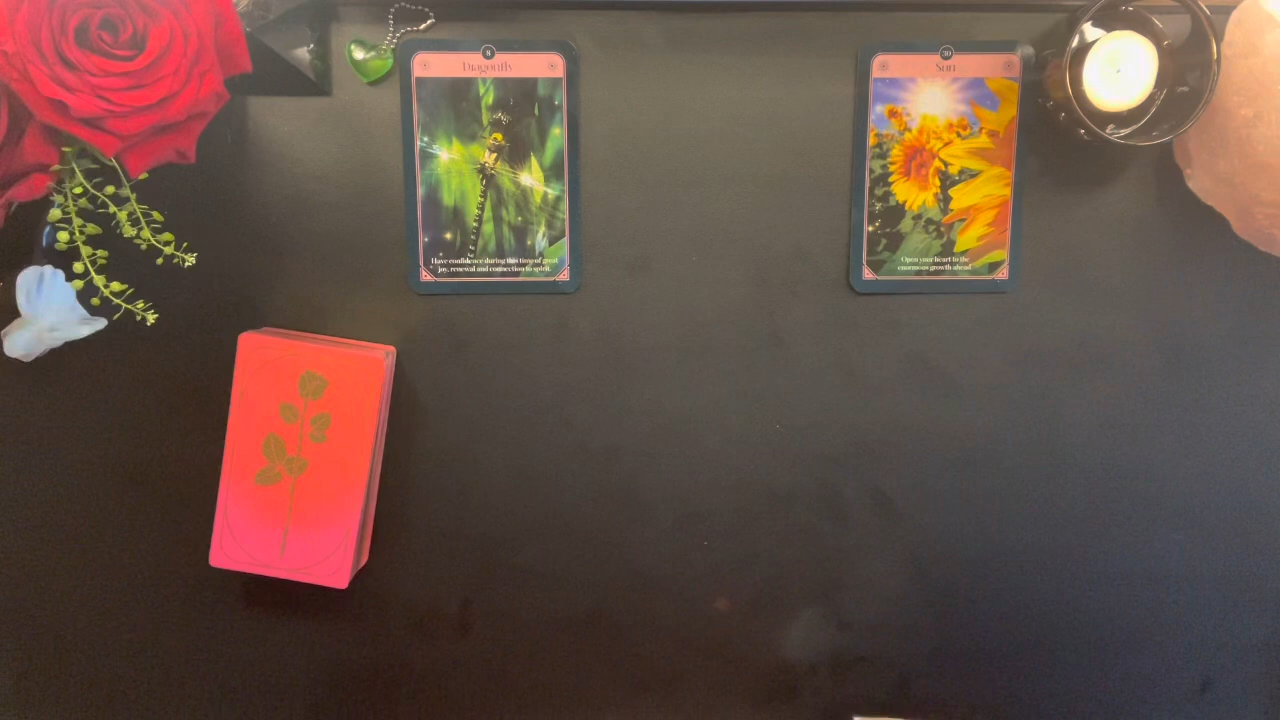 8
Dragonfly
Have confidence during this time of great
joy, renewal and connection to spirit.
39
Sun
Open your heart to the
enormous growth ahead.